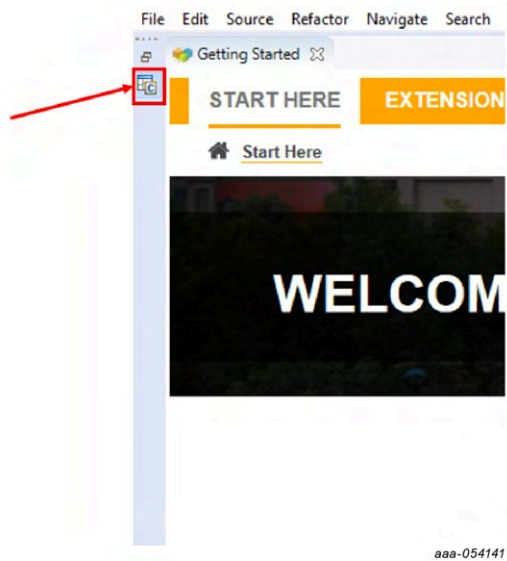 File Edit Source Refactor Navigate Search
Getting Started
START HERE EXTENSION
Start Here
WELCOM
aaa-054141